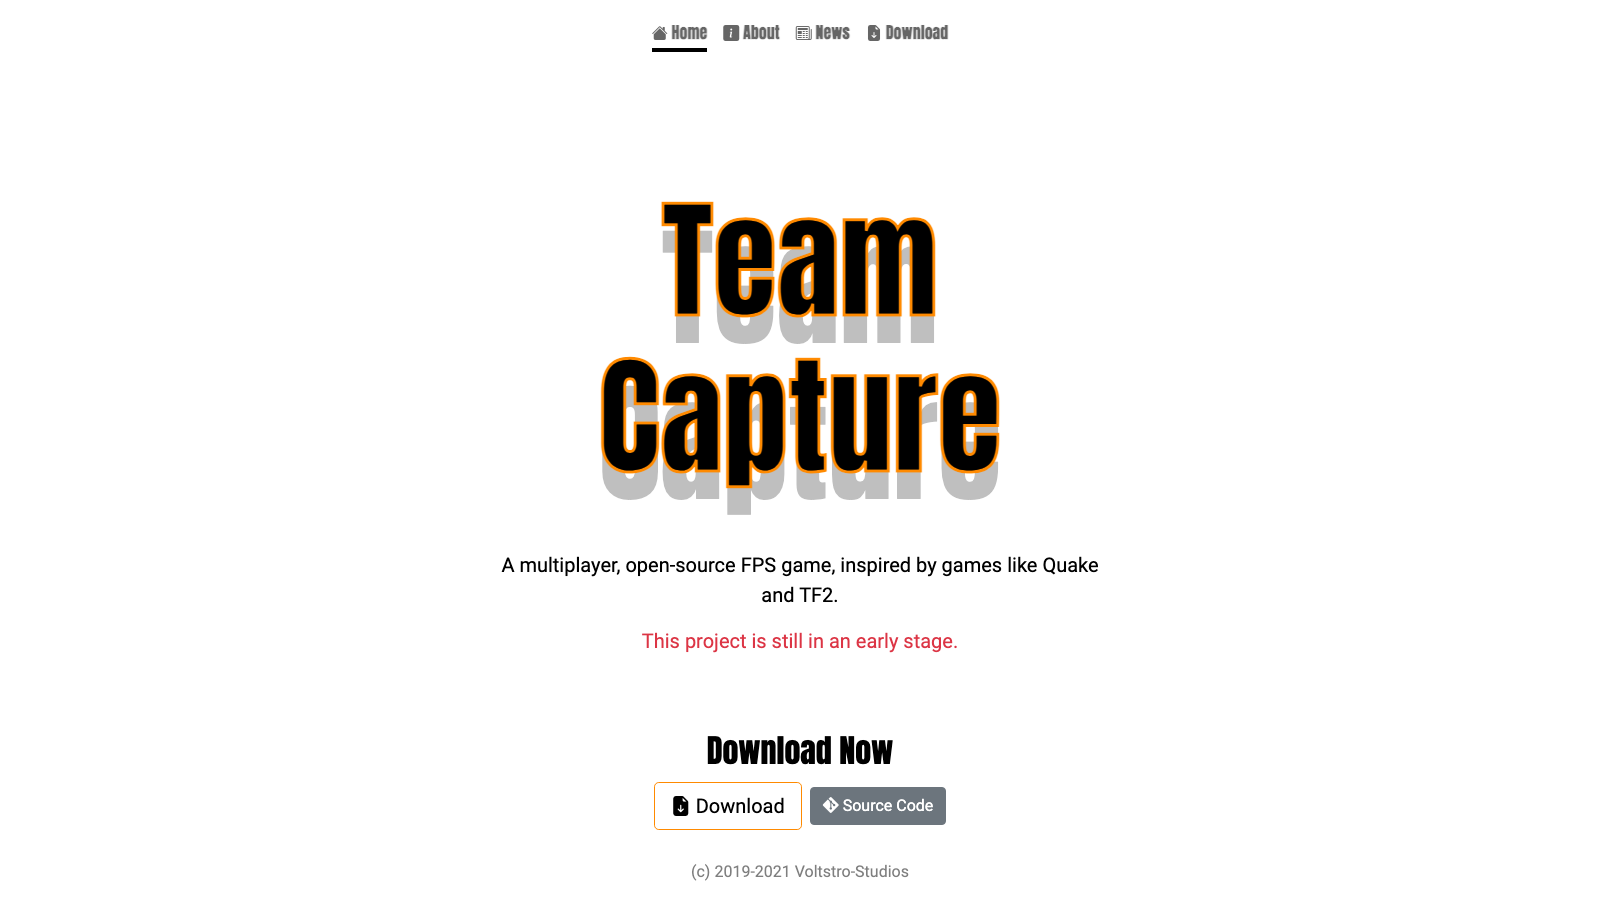 Home About News Download
Team
Capture
A multiplayer, open-source FPS game, inspired by games like Quake
and TF2.
This project is still in an early stage.
Download Now
Download Source Code
(c) 2019-2021 Voltstro-Studios